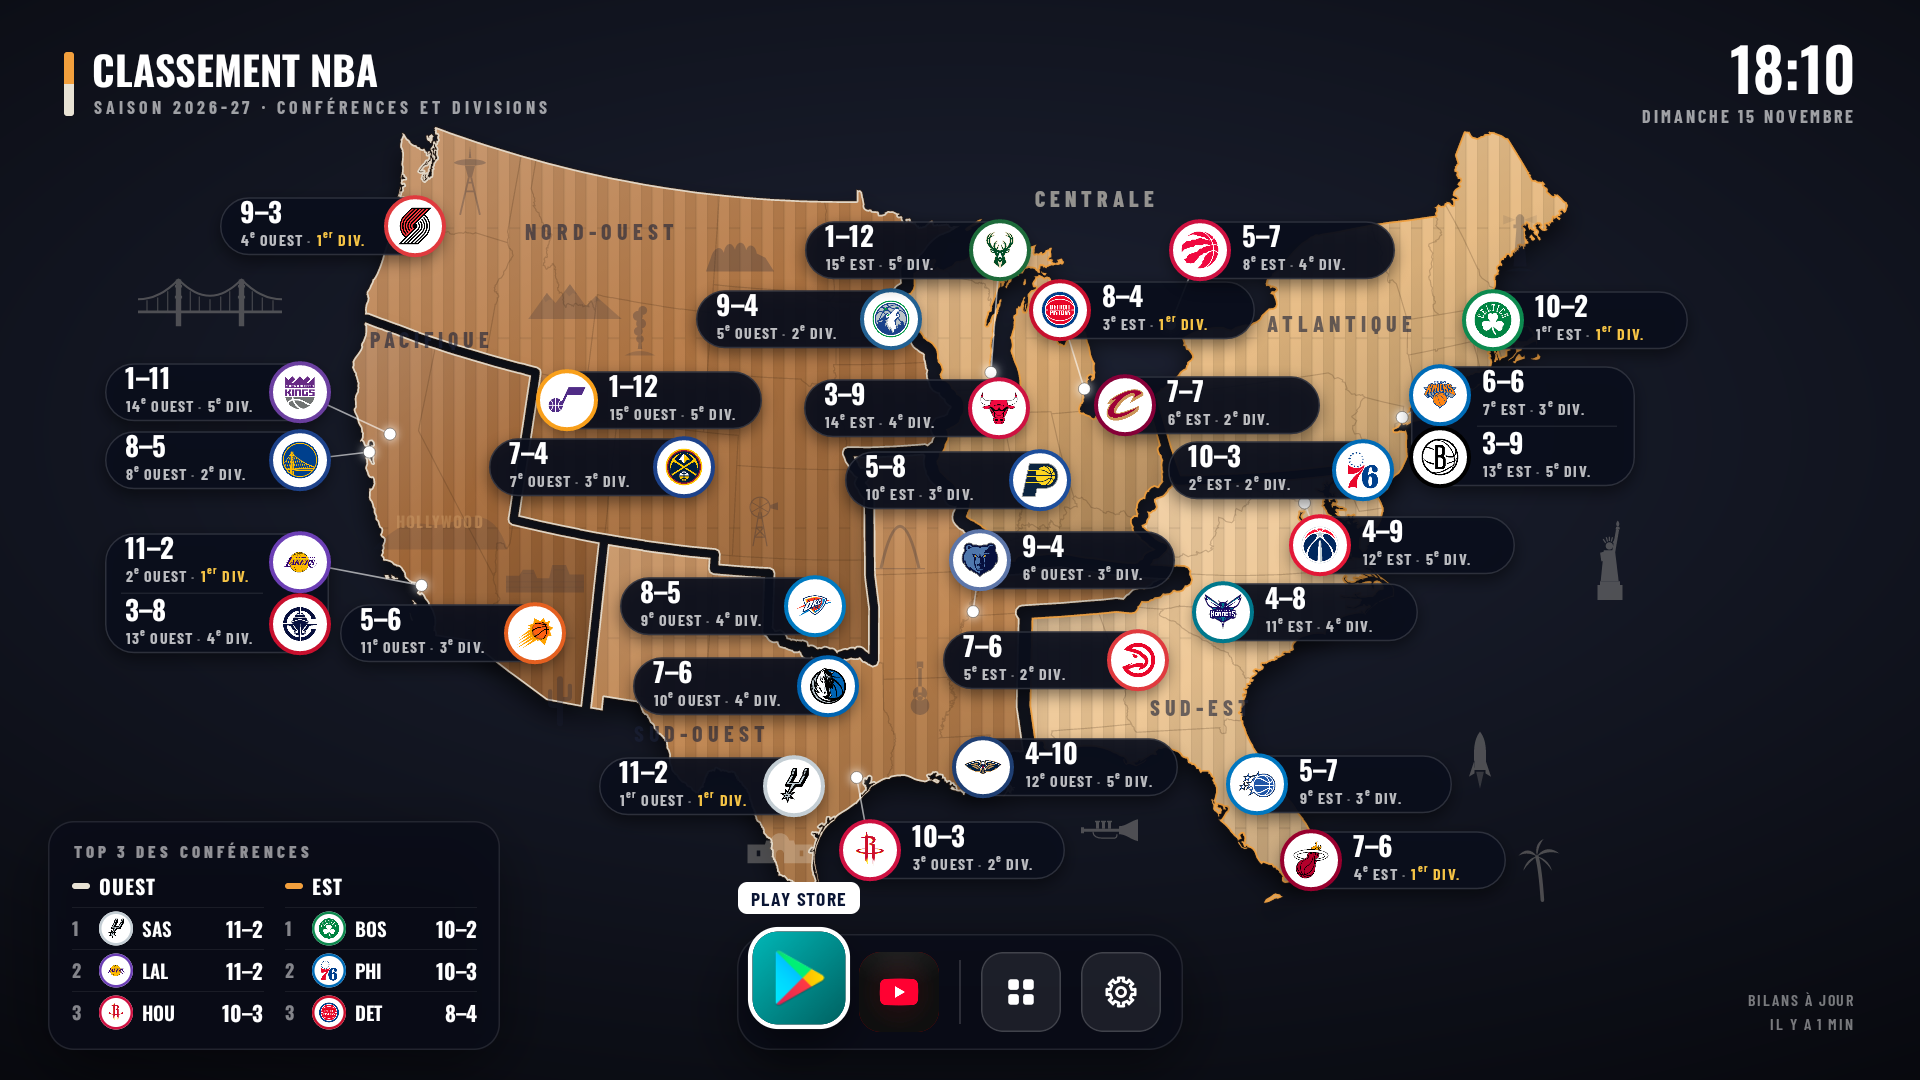 CLASSEMENT NBA
SAISON 2026-27 · CONFÉRENCES ET DIVISIONS
18:10
DIMANCHE 15 NOVEMBRE
CENTRALE
NORD-OUEST
9–3
4e OUEST · 1er DIV.
1–12
15e EST · 5e DIV.
5–7
8e EST · 4e DIV.
8–4
3e EST · 1er DIV.
9–4
5e OUEST · 2e DIV.
ATLANTIQUE
10–2
1er EST · 1er DIV.
PACIFIQUE
1–11
14e OUEST · 5e DIV.
1–12
15e OUEST · 5e DIV.
3–9
14e EST · 4e DIV.
7–7
6e EST · 2e DIV.
6–6
7e EST · 3e DIV.
8–5
8e OUEST · 2e DIV.
7–4
7e OUEST · 3e DIV.
5–8
10e EST · 3e DIV.
10–3
2e EST · 2e DIV.
3–9
13e EST · 5e DIV.
HOLLYWOOD
11–2
2e OUEST · 1er DIV.
9–4
6e OUEST · 3e DIV.
4–9
12e EST · 5e DIV.
3–8
13e OUEST · 4e DIV.
5–6
11e OUEST · 3e DIV.
8–5
9e OUEST · 4e DIV.
4–8
11e EST · 4e DIV.
7–6
10e OUEST · 4e DIV.
7–6
5e EST · 2e DIV.
SUD-EST
SUD-OUEST
11–2
1er OUEST · 1er DIV.
4–10
12e OUEST · 5e DIV.
5–7
9e EST · 3e DIV.
10–3
3e OUEST · 2e DIV.
7–6
4e EST · 1er DIV.
KINGS
LAKERS
OKC
DETROIT
PISTONS
CELTICS
KNICKS
B
76
HORNETS
TOP 3 DES CONFÉRENCES
OUEST
1 SAS 11–2
2 LAL 11–2
3 HOU 10–3
EST
1 BOS 10–2
2 PHI 10–3
3 DET 8–4
PLAY STORE
BILANS À JOUR
IL Y A 1 MIN